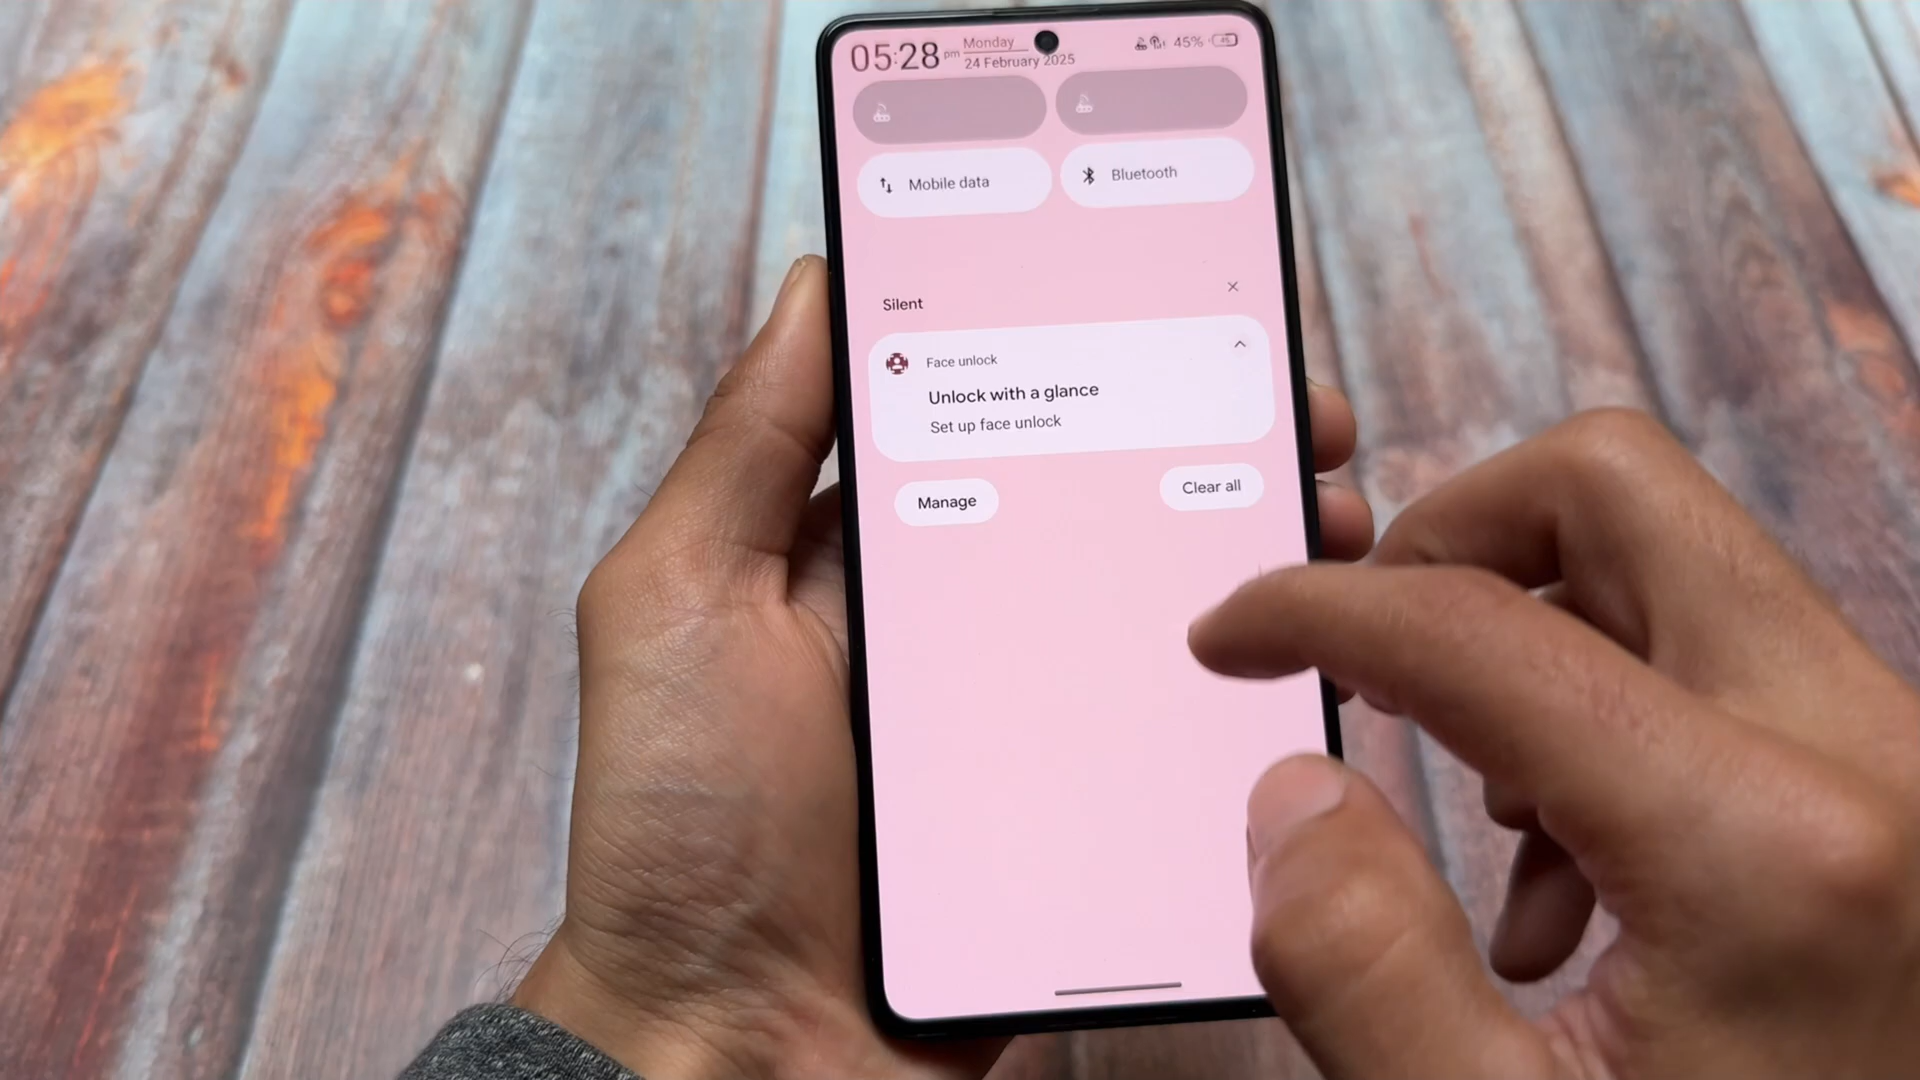 05:28 pm Monday
24 February 2025
45%
45
Mobile data
Bluetooth
Silent
Face unlock
Unlock with a glance
Set up face unlock
Manage
Clear all